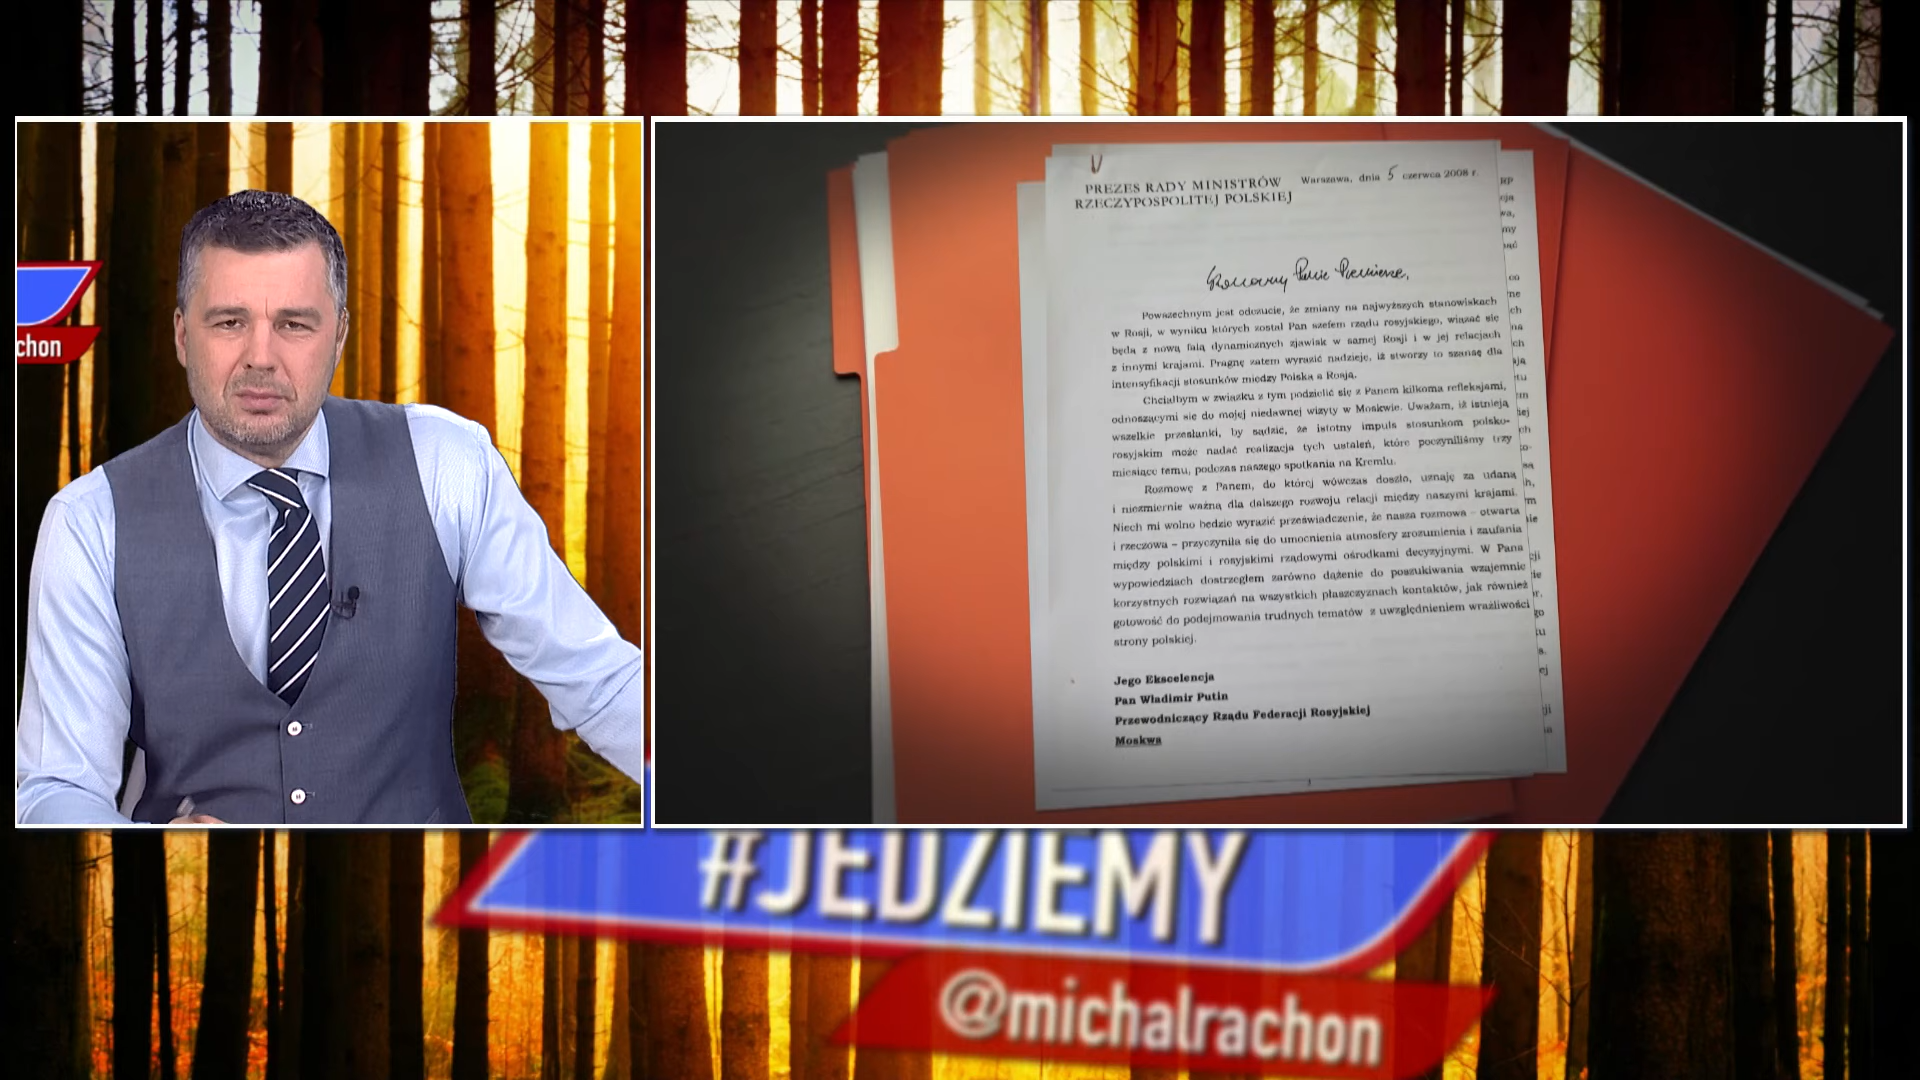 chon
PREZES RADY MINISTRÓW
RZECZYPOSPOLITEJ POLSKIEJ
Warszawa, dnia 5 czerwca 2008 r.
Szanowny Panie Premierze,
Powszechnym jest odczucie, że zmiany na najwyższych stanowiskach
w Rosji, w wyniku których został Pan szefem rządu rosyjskiego, wiązać się
będą z nową falą dynamicznych zjawisk w samej Rosji i w jej relacjach
z innymi krajami. Pragnę zatem wyrazić nadzieję, iż stworzy to szansę dla
intensyfikacji stosunków między Polską a Rosją.
Chciałbym w związku z tym podzielić się z Panem kilkoma refleksjami,
odnoszącymi się do mojej niedawnej wizyty w Moskwie. Uważam, iż istnieją
wszelkie przesłanki, by sądzić, że istotny impuls stosunkom polsko-
rosyjskim może nadać realizacja tych ustaleń, które poczyniliśmy trzy
miesiące temu, podczas naszego spotkania na Kremlu.
Rozmowę z Panem, do której wówczas doszło, uznaję za udaną
i niezmiernie ważną dla dalszego rozwoju relacji między naszymi krajami.
Niech mi wolno będzie wyrazić przeświadczenie, że nasza rozmowa – otwarta
i rzeczowa – przyczyniła się do umocnienia atmosfery zrozumienia i zaufania
między polskimi i rosyjskimi rządowymi ośrodkami decyzyjnymi. W Pana
wypowiedziach dostrzegłem zarówno dążenie do poszukiwania wzajemnie
korzystnych rozwiązań na wszystkich płaszczyznach kontaktów, jak również
gotowość do podejmowania trudnych tematów z uwzględnieniem wrażliwości
strony polskiej.
Jego Ekscelencja
Pan Władimir Putin
Przewodniczący Rządu Federacji Rosyjskiej
Moskwa
#JEDZIEMY
@michalrachon